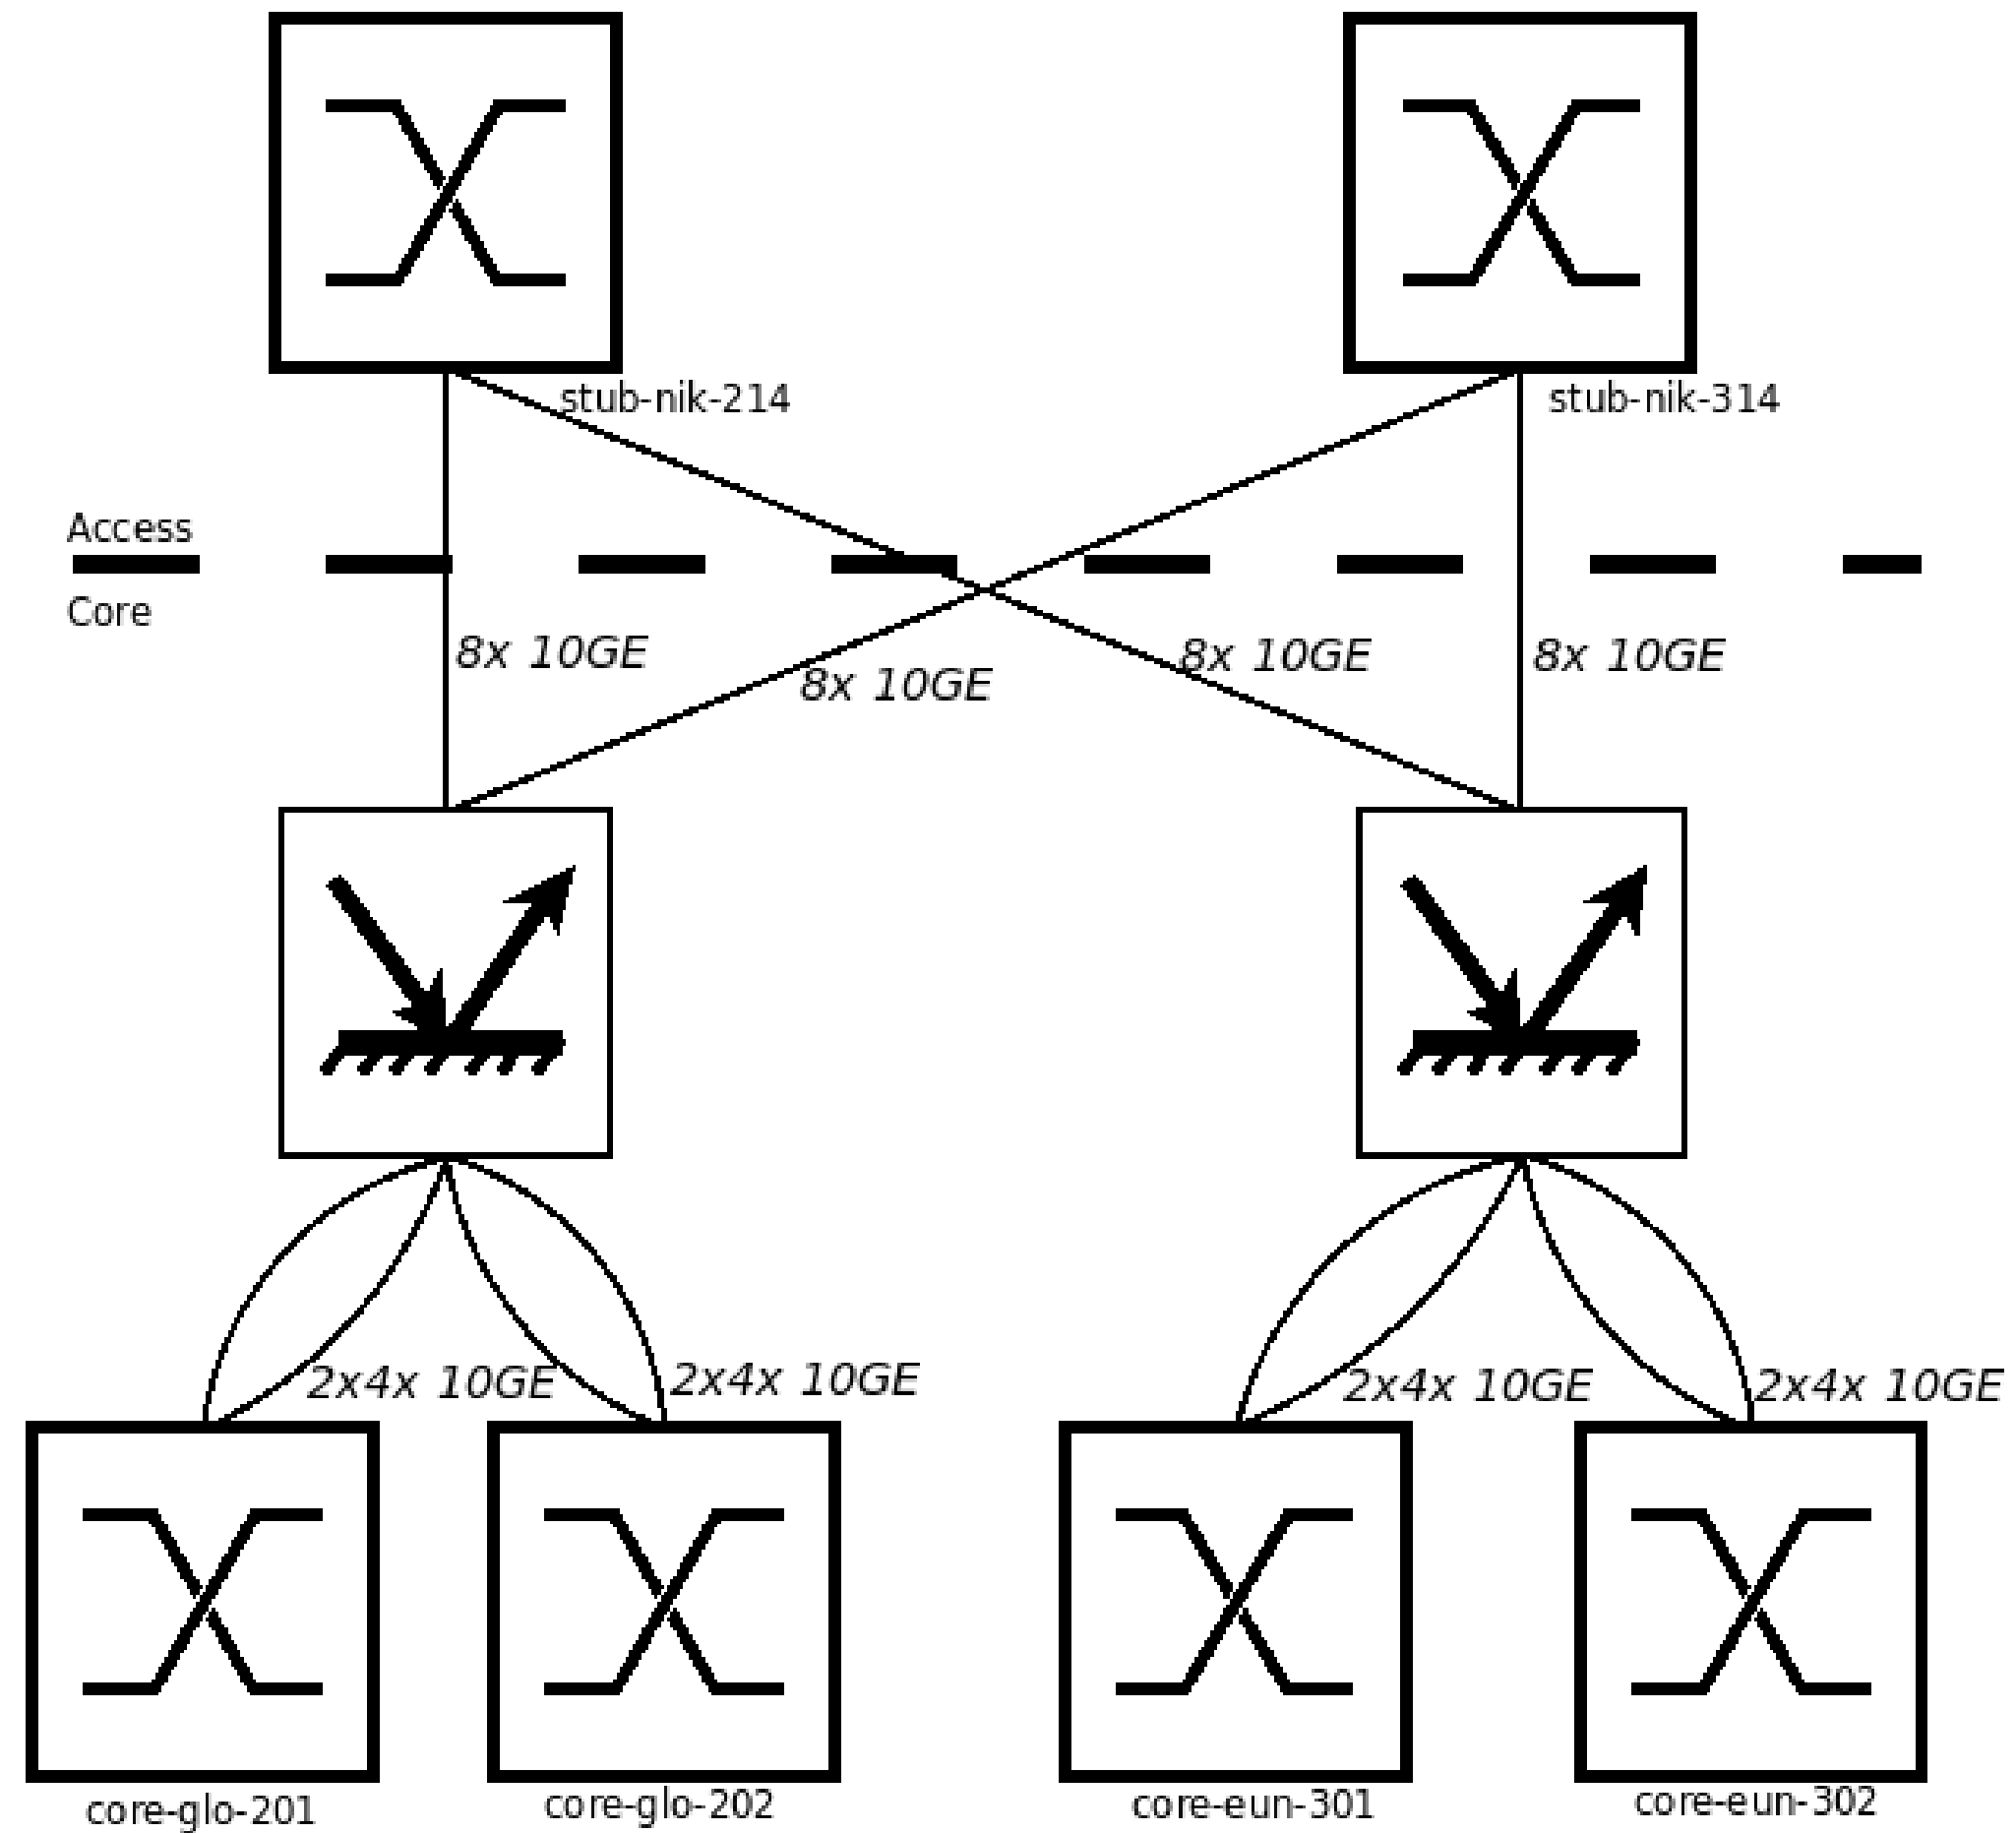 stub-nik-214
stub-nik-314
Access
Core
8x 10GE
8x 10GE
8x 10GE
8x 10GE
2x4x 10GE
2x4x 10GE
2x4x 10GE
2x4x 10GE
core-glo-201
core-glo-202
core-eun-301
core-eun-302